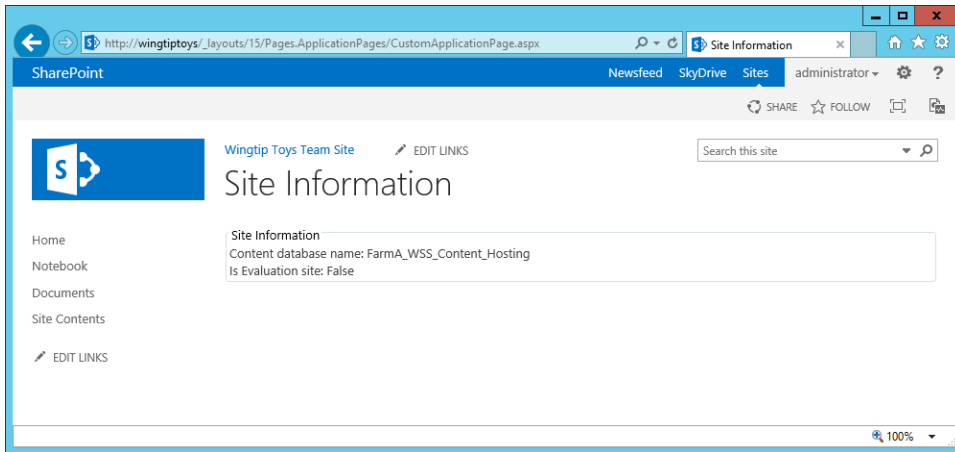 http://wingtiptoys/_layouts/15/Pages.ApplicationPages/CustomApplicationPage.aspx
Site Information
SharePoint
Newsfeed SkyDrive Sites administrator ?
SHARE FOLLOW
S
Wingtip Toys Team Site EDIT LINKS
Search this site
Site Information
Home
Notebook
Documents
Site Contents
EDIT LINKS
Site Information
Content database name: FarmA_WSS_Content_Hosting
Is Evaluation site: False
100%